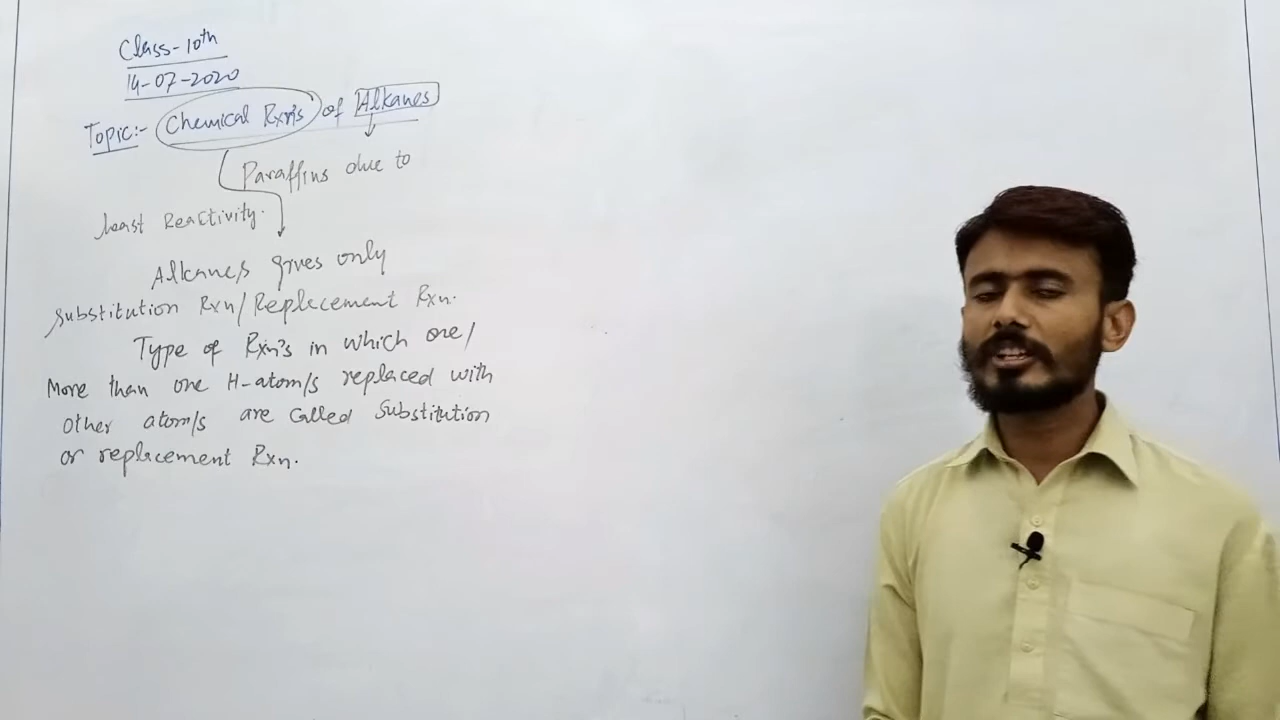 Class-10th
14-07-2020
Topic:- Chemical Rxn's of Alkanes
Paraffins due to
least Reactivity.
Alkane/s gives only
substitution Rxn/Replacement Rxn.
Type of Rxn's in which one/
More than one H-atom/s replaced with
other atom/s are called Substitution
or replacement Rxn.